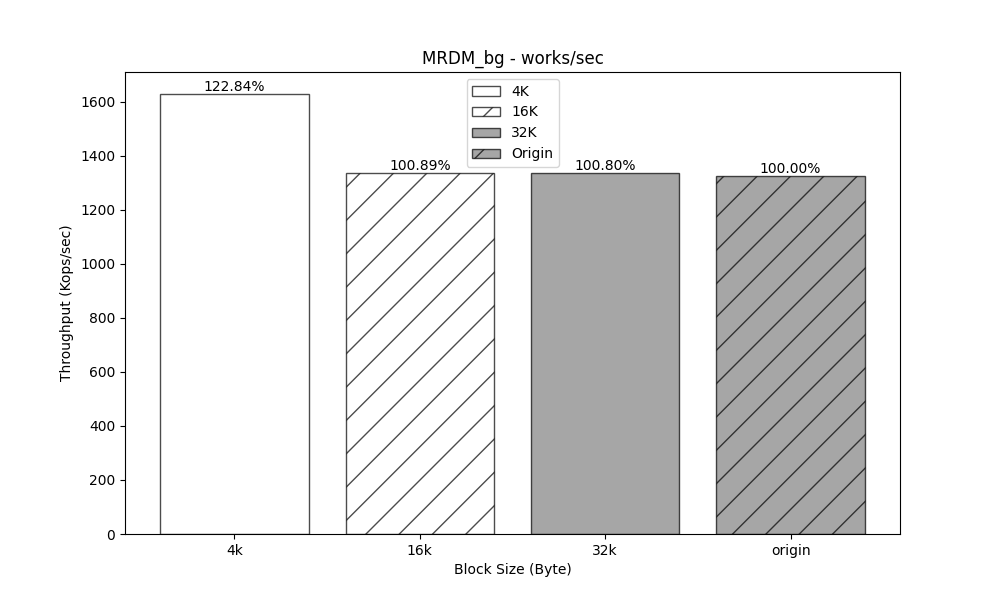 MRDM_bg - works/sec
122.84%
4K
16K
32K
Origin
100.89%
100.80%
100.00%
1600
1400
1200
1000
800
600
400
200
0
Throughput (Kops/sec)
4k
16k
32k
origin
Block Size (Byte)